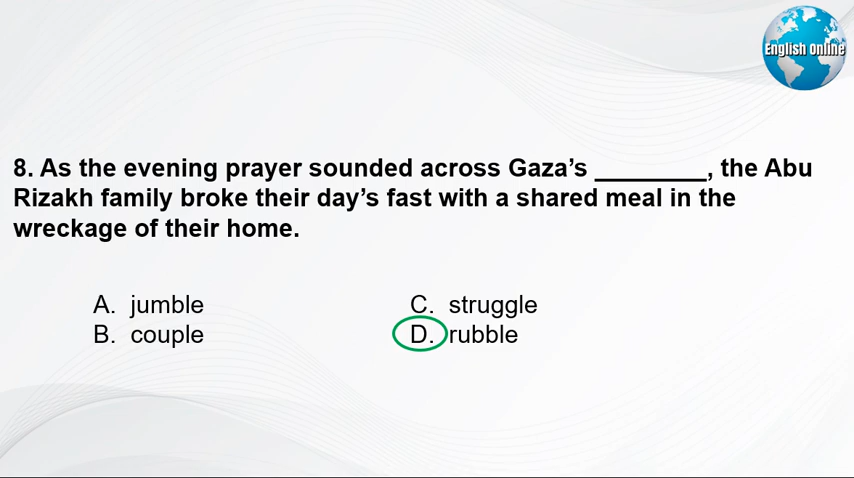 English Online
8. As the evening prayer sounded across Gaza’s ________, the Abu
Rizakh family broke their day’s fast with a shared meal in the
wreckage of their home.
A. jumble
B. couple
C. struggle
D. rubble